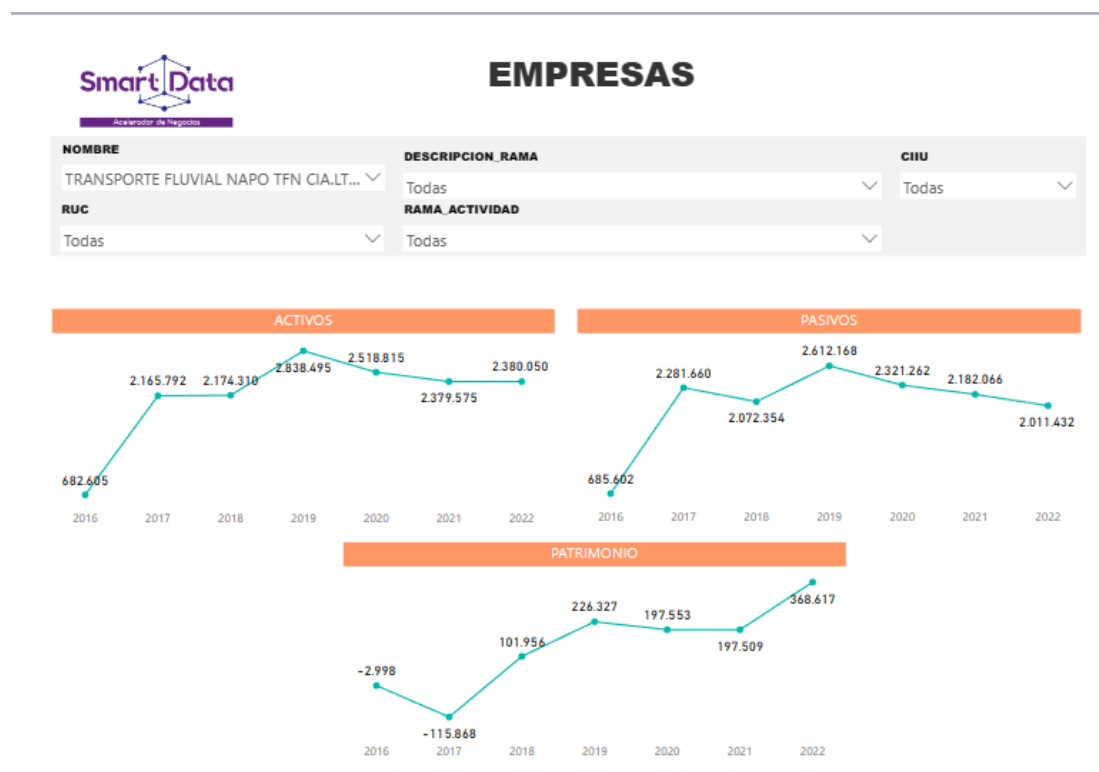 Smart Data
Acelerador de Negocios
EMPRESAS
NOMBRE
TRANSPORTE FLUVIAL NAPO TFN CIA.LT...
DESCRIPCION_RAMA
Todas
CIIU
Todas
RUC
Todas
RAMA_ACTIVIDAD
Todas
ACTIVOS
682.605
2.165.792
2.174.310
2.838.495
2.518.815
2.379.575
2.380.050
2016 2017 2018 2019 2020 2021 2022
PASIVOS
685.602
2.281.660
2.072.354
2.612.168
2.321.262
2.182.066
2.011.432
2016 2017 2018 2019 2020 2021 2022
PATRIMONIO
-2.998
-115.868
101.956
226.327
197.553
197.509
368.617
2016 2017 2018 2019 2020 2021 2022